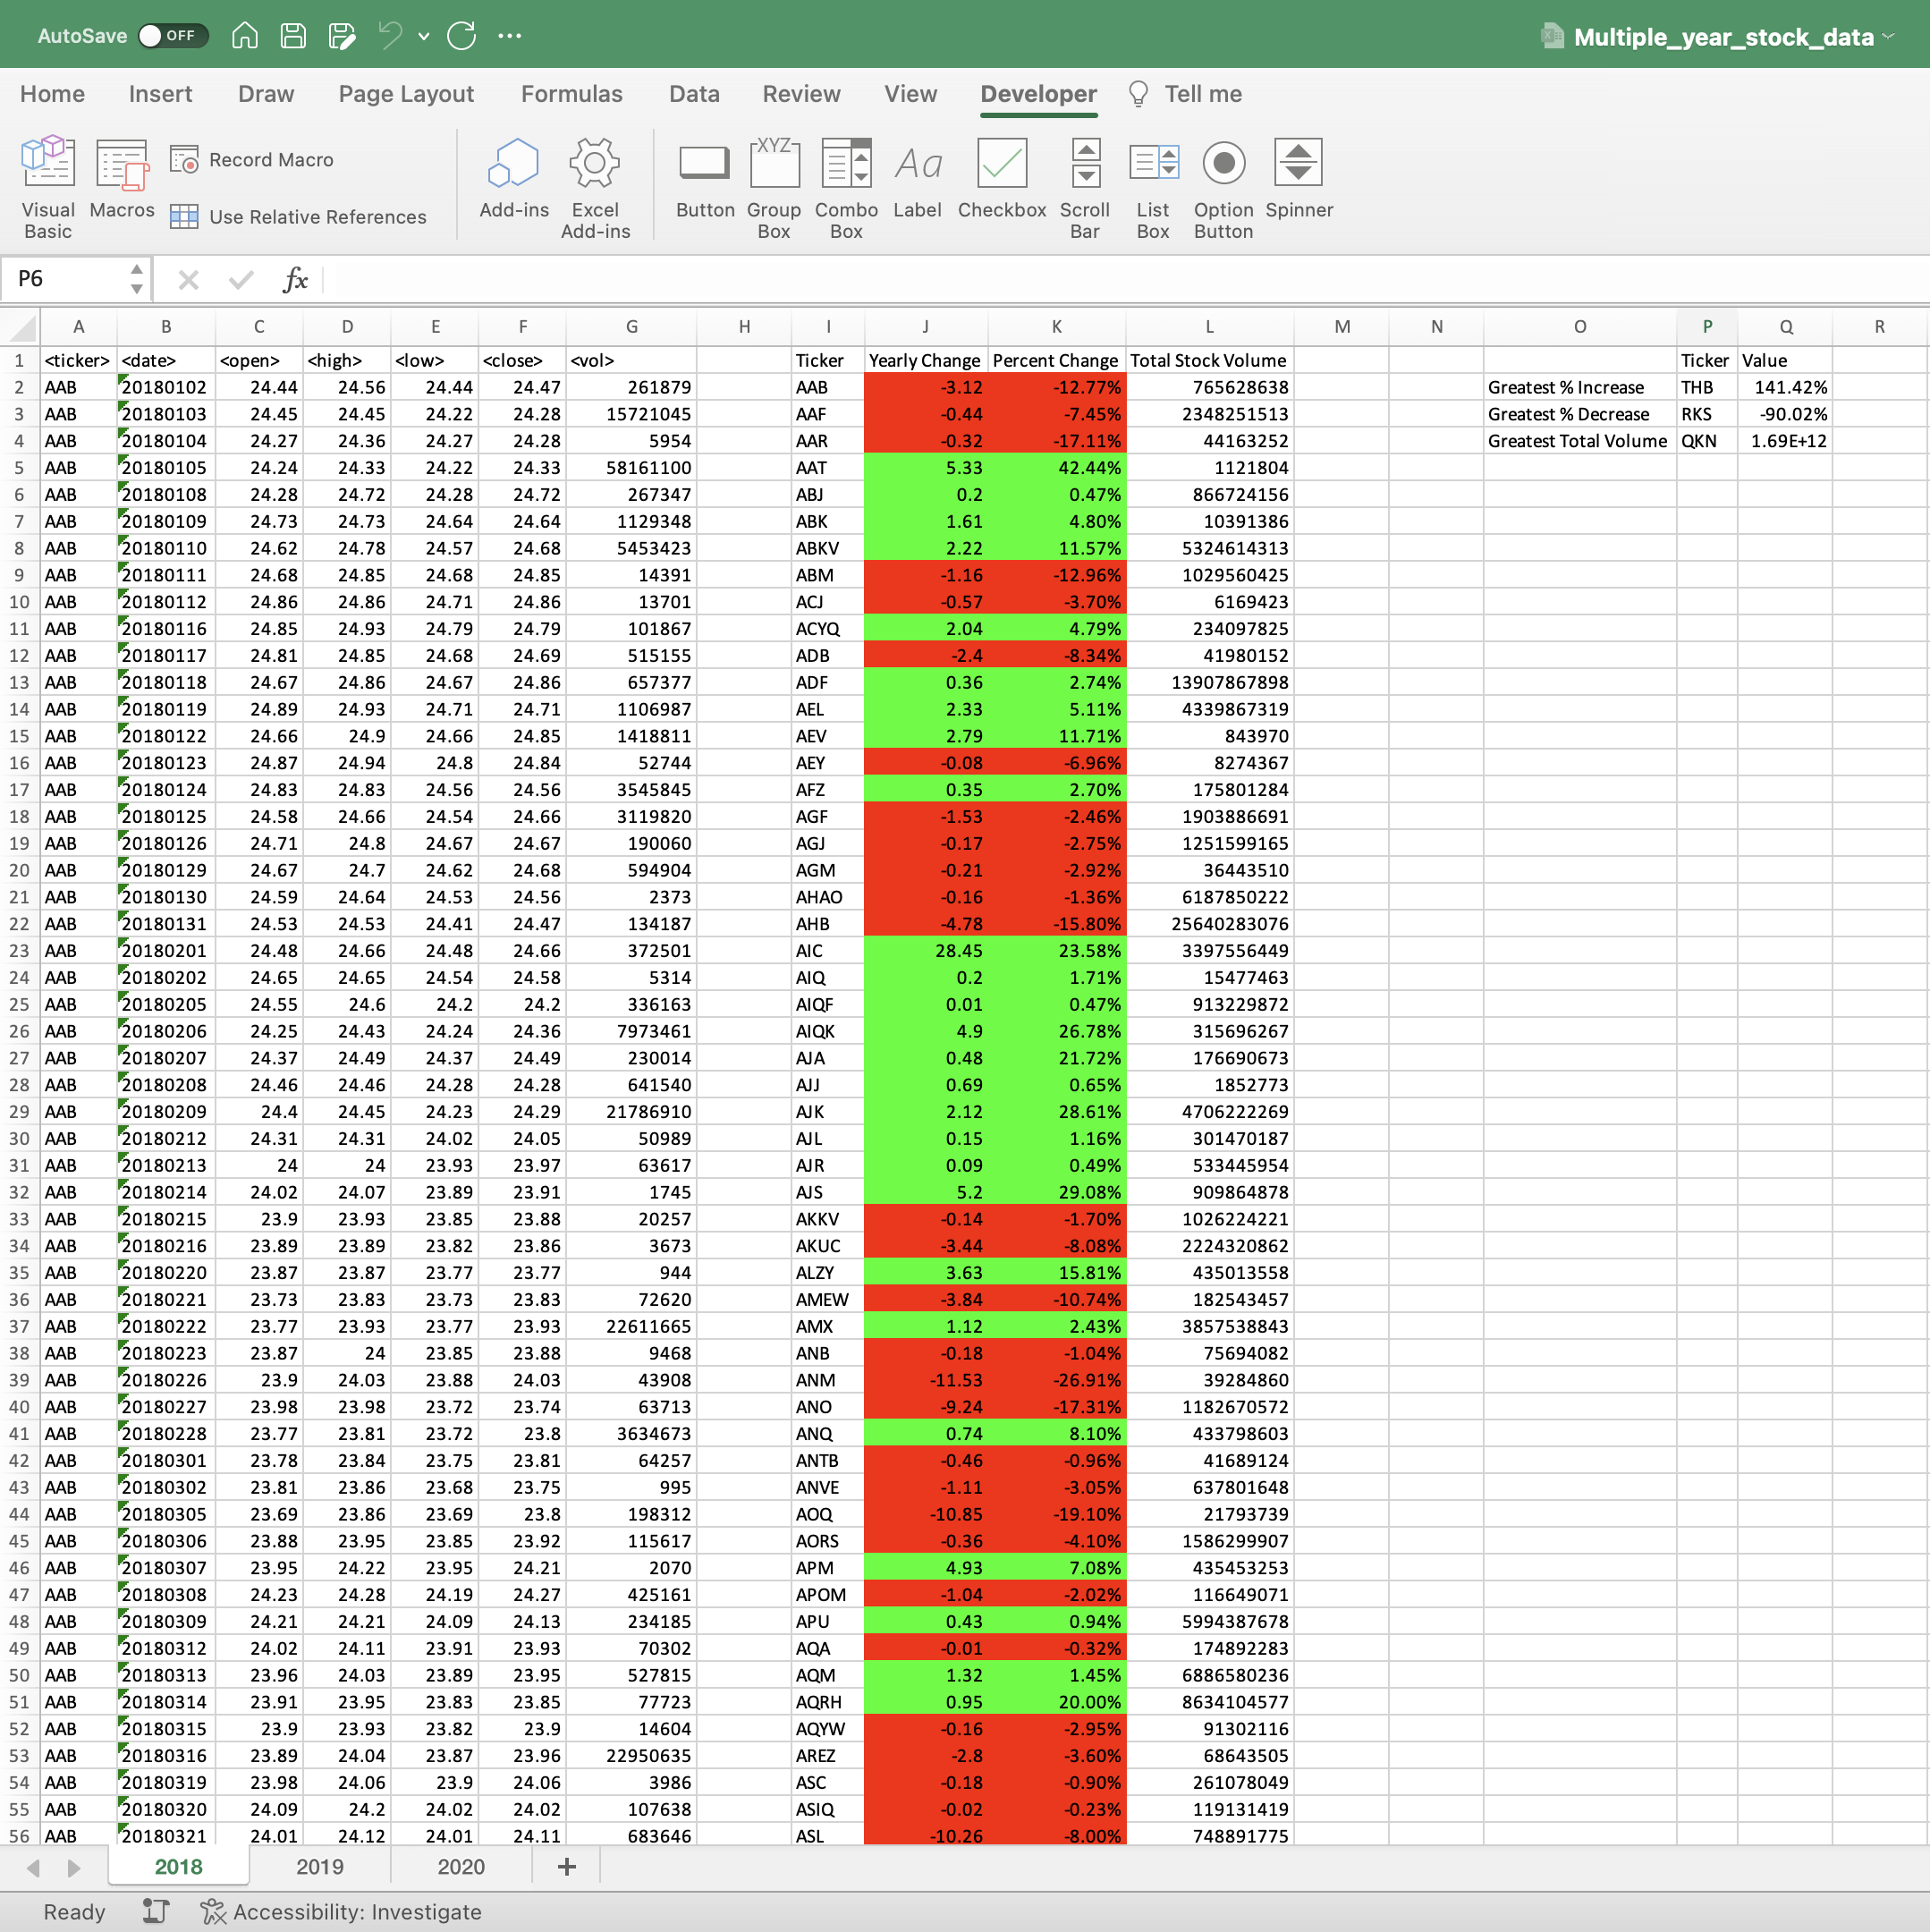 AutoSave OFF Multiple_year_stock_data
Home Insert Draw Page Layout Formulas Data Review View Developer Tell me
Visual Basic Macros Record Macro Use Relative References Add-ins Excel Add-ins Button XYZ Group Box Combo Box Aa Label Checkbox Scroll Bar List Box Option Button Spinner
P6 fx
A B C D E F G H I J K L M N O P Q R
1 <ticker> <date> <open> <high> <low> <close> <vol> Ticker Yearly Change Percent Change Total Stock Volume Ticker Value
2 AAB 20180102 24.44 24.56 24.44 24.47 261879 AAB -3.12 -12.77% 765628638 Greatest % Increase THB 141.42%
3 AAB 20180103 24.45 24.45 24.22 24.28 15721045 AAF -0.44 -7.45% 2348251513 Greatest % Decrease RKS -90.02%
4 AAB 20180104 24.27 24.36 24.27 24.28 5954 AAR -0.32 -17.11% 44163252 Greatest Total Volume QKN 1.69E+12
5 AAB 20180105 24.24 24.33 24.22 24.33 58161100 AAT 5.33 42.44% 1121804
6 AAB 20180108 24.28 24.72 24.28 24.72 267347 ABJ 0.2 0.47% 866724156
7 AAB 20180109 24.73 24.73 24.64 24.64 1129348 ABK 1.61 4.80% 10391386
8 AAB 20180110 24.62 24.78 24.57 24.68 5453423 ABKV 2.22 11.57% 5324614313
9 AAB 20180111 24.68 24.85 24.68 24.85 14391 ABM -1.16 -12.96% 1029560425
10 AAB 20180112 24.86 24.86 24.71 24.86 13701 ACJ -0.57 -3.70% 6169423
11 AAB 20180116 24.85 24.93 24.79 24.79 101867 ACYQ 2.04 4.79% 234097825
12 AAB 20180117 24.81 24.85 24.68 24.69 515155 ADB -2.4 -8.34% 41980152
13 AAB 20180118 24.67 24.86 24.67 24.86 657377 ADF 0.36 2.74% 13907867898
14 AAB 20180119 24.89 24.93 24.71 24.71 1106987 AEL 2.33 5.11% 4339867319
15 AAB 20180122 24.66 24.9 24.66 24.85 1418811 AEV 2.79 11.71% 843970
16 AAB 20180123 24.87 24.94 24.8 24.84 52744 AEY -0.08 -6.96% 8274367
17 AAB 20180124 24.83 24.83 24.56 24.56 3545845 AFZ 0.35 2.70% 175801284
18 AAB 20180125 24.58 24.66 24.54 24.66 3119820 AGF -1.53 -2.46% 1903886691
19 AAB 20180126 24.71 24.8 24.67 24.67 190060 AGJ -0.17 -2.75% 1251599165
20 AAB 20180129 24.67 24.7 24.62 24.68 594904 AGM -0.21 -2.92% 36443510
21 AAB 20180130 24.59 24.64 24.53 24.56 2373 AHAO -0.16 -1.36% 6187850222
22 AAB 20180131 24.53 24.53 24.41 24.47 134187 AHB -4.78 -15.80% 25640283076
23 AAB 20180201 24.48 24.66 24.48 24.66 372501 AIC 28.45 23.58% 3397556449
24 AAB 20180202 24.65 24.65 24.54 24.58 5314 AIQ 0.2 1.71% 15477463
25 AAB 20180205 24.55 24.6 24.2 24.2 336163 AIQF 0.01 0.47% 913229872
26 AAB 20180206 24.25 24.43 24.24 24.36 7973461 AIQK 4.9 26.78% 315696267
27 AAB 20180207 24.37 24.49 24.37 24.49 230014 AJA 0.48 21.72% 176690673
28 AAB 20180208 24.46 24.46 24.28 24.28 641540 AJJ 0.69 0.65% 1852773
29 AAB 20180209 24.4 24.45 24.23 24.29 21786910 AJK 2.12 28.61% 4706222269
30 AAB 20180212 24.31 24.31 24.02 24.05 50989 AJL 0.15 1.16% 301470187
31 AAB 20180213 24 24 23.93 23.97 63617 AJR 0.09 0.49% 533445954
32 AAB 20180214 24.02 24.07 23.89 23.91 1745 AJS 5.2 29.08% 909864878
33 AAB 20180215 23.9 23.93 23.85 23.88 20257 AKKV -0.14 -1.70% 1026224221
34 AAB 20180216 23.89 23.89 23.82 23.86 3673 AKUC -3.44 -8.08% 2224320862
35 AAB 20180220 23.87 23.87 23.77 23.77 944 ALZY 3.63 15.81% 435013558
36 AAB 20180221 23.73 23.83 23.73 23.83 72620 AMEW -3.84 -10.74% 182543457
37 AAB 20180222 23.77 23.93 23.77 23.93 22611665 AMX 1.12 2.43% 3857538843
38 AAB 20180223 23.87 24 23.85 23.88 9468 ANB -0.18 -1.04% 75694082
39 AAB 20180226 23.9 24.03 23.88 24.03 43908 ANM -11.53 -26.91% 39284860
40 AAB 20180227 23.98 23.98 23.72 23.74 63713 ANO -9.24 -17.31% 1182670572
41 AAB 20180228 23.77 23.81 23.72 23.8 3634673 ANQ 0.74 8.10% 433798603
42 AAB 20180301 23.78 23.84 23.75 23.81 64257 ANTB -0.46 -0.96% 41689124
43 AAB 20180302 23.81 23.86 23.68 23.75 995 ANVE -1.11 -3.05% 637801648
44 AAB 20180305 23.69 23.86 23.69 23.8 198312 AOQ -10.85 -19.10% 21793739
45 AAB 20180306 23.88 23.95 23.85 23.92 115617 AORS -0.36 -4.10% 1586299907
46 AAB 20180307 23.95 24.22 23.95 24.21 2070 APM 4.93 7.08% 435453253
47 AAB 20180308 24.23 24.28 24.19 24.27 425161 APOM -1.04 -2.02% 116649071
48 AAB 20180309 24.21 24.21 24.09 24.13 234185 APU 0.43 0.94% 5994387678
49 AAB 20180312 24.02 24.11 23.91 23.93 70302 AQA -0.01 -0.32% 174892283
50 AAB 20180313 23.96 24.03 23.89 23.95 527815 AQM 1.32 1.45% 6886580236
51 AAB 20180314 23.91 23.95 23.83 23.85 77723 AQRH 0.95 20.00% 8634104577
52 AAB 20180315 23.9 23.93 23.82 23.9 14604 AQYW -0.16 -2.95% 91302116
53 AAB 20180316 23.89 24.04 23.87 23.96 22950635 AREZ -2.8 -3.60% 68643505
54 AAB 20180319 23.98 24.06 23.9 24.06 3986 ASC -0.18 -0.90% 261078049
55 AAB 20180320 24.09 24.2 24.02 24.02 107638 ASIQ -0.02 -0.23% 119131419
56 AAB 20180321 24.01 24.12 24.01 24.11 683646 ASL -10.26 -8.00% 748891775
2018 2019 2020 +
Ready Accessibility: Investigate